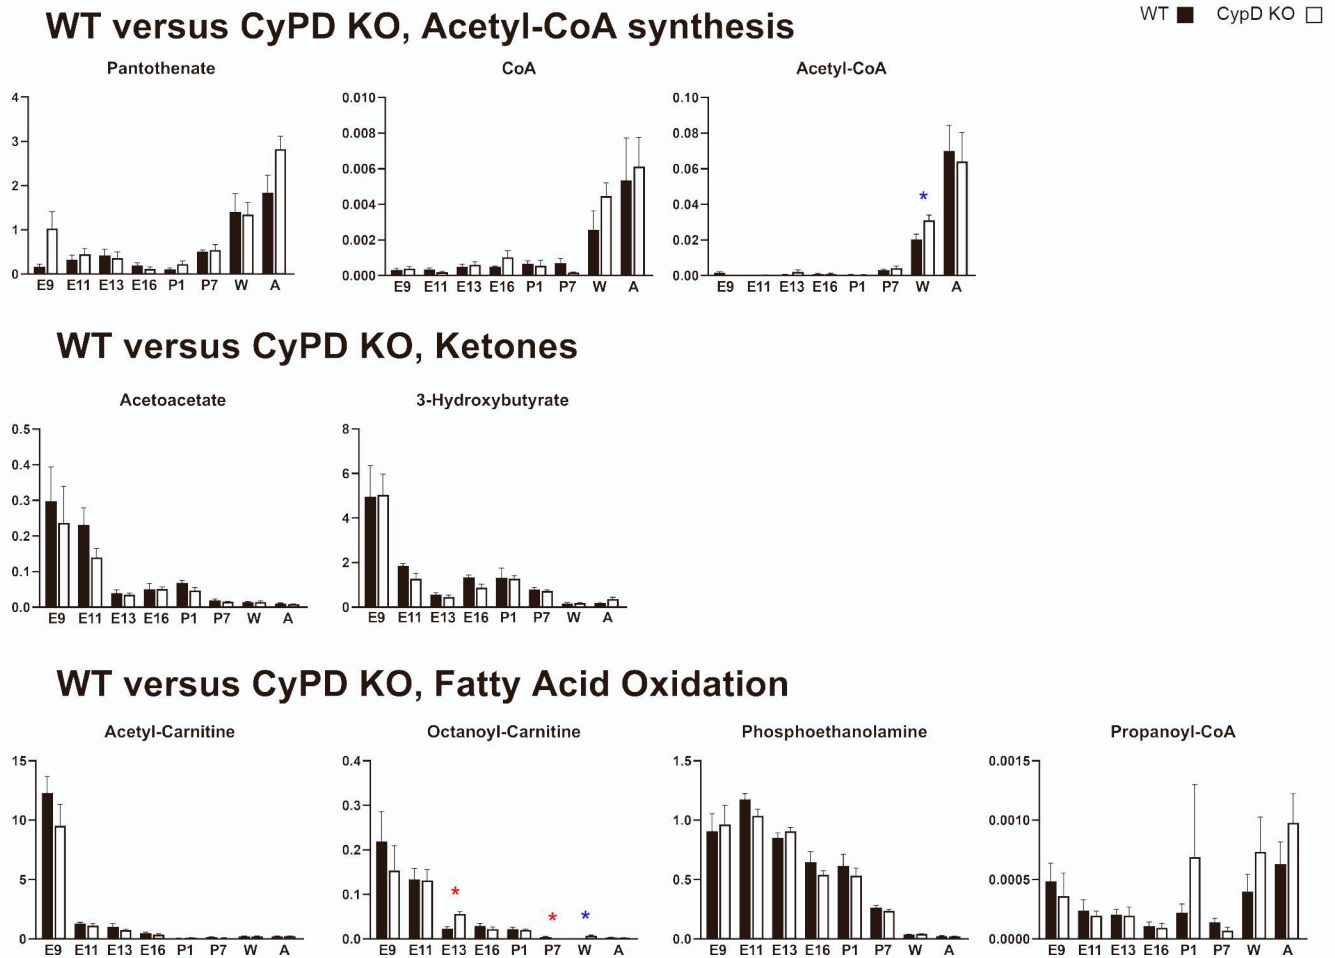 WT versus CyPD KO, Acetyl-CoA synthesis
WT CypD KO
Pantothenate
4
3
2
1
0
E9 E11 E13 E16 P1 P7 W A
CoA
0.010
0.008
0.006
0.004
0.002
0.000
E9 E11 E13 E16 P1 P7 W A
Acetyl-CoA
0.10
0.08
0.06
0.04
0.02
0.00
*
E9 E11 E13 E16 P1 P7 W A
WT versus CyPD KO, Ketones
Acetoacetate
0.5
0.4
0.3
0.2
0.1
0.0
E9 E11 E13 E16 P1 P7 W A
3-Hydroxybutyrate
8
6
4
2
0
E9 E11 E13 E16 P1 P7 W A
WT versus CyPD KO, Fatty Acid Oxidation
Acetyl-Carnitine
15
10
5
0
E9 E11 E13 E16 P1 P7 W A
Octanoyl-Carnitine
0.4
0.3
0.2
0.1
0.0
* * *
E9 E11 E13 E16 P1 P7 W A
Phosphoethanolamine
1.5
1.0
0.5
0.0
E9 E11 E13 E16 P1 P7 W A
Propanoyl-CoA
0.0015
0.0010
0.0005
0.0000
E9 E11 E13 E16 P1 P7 W A